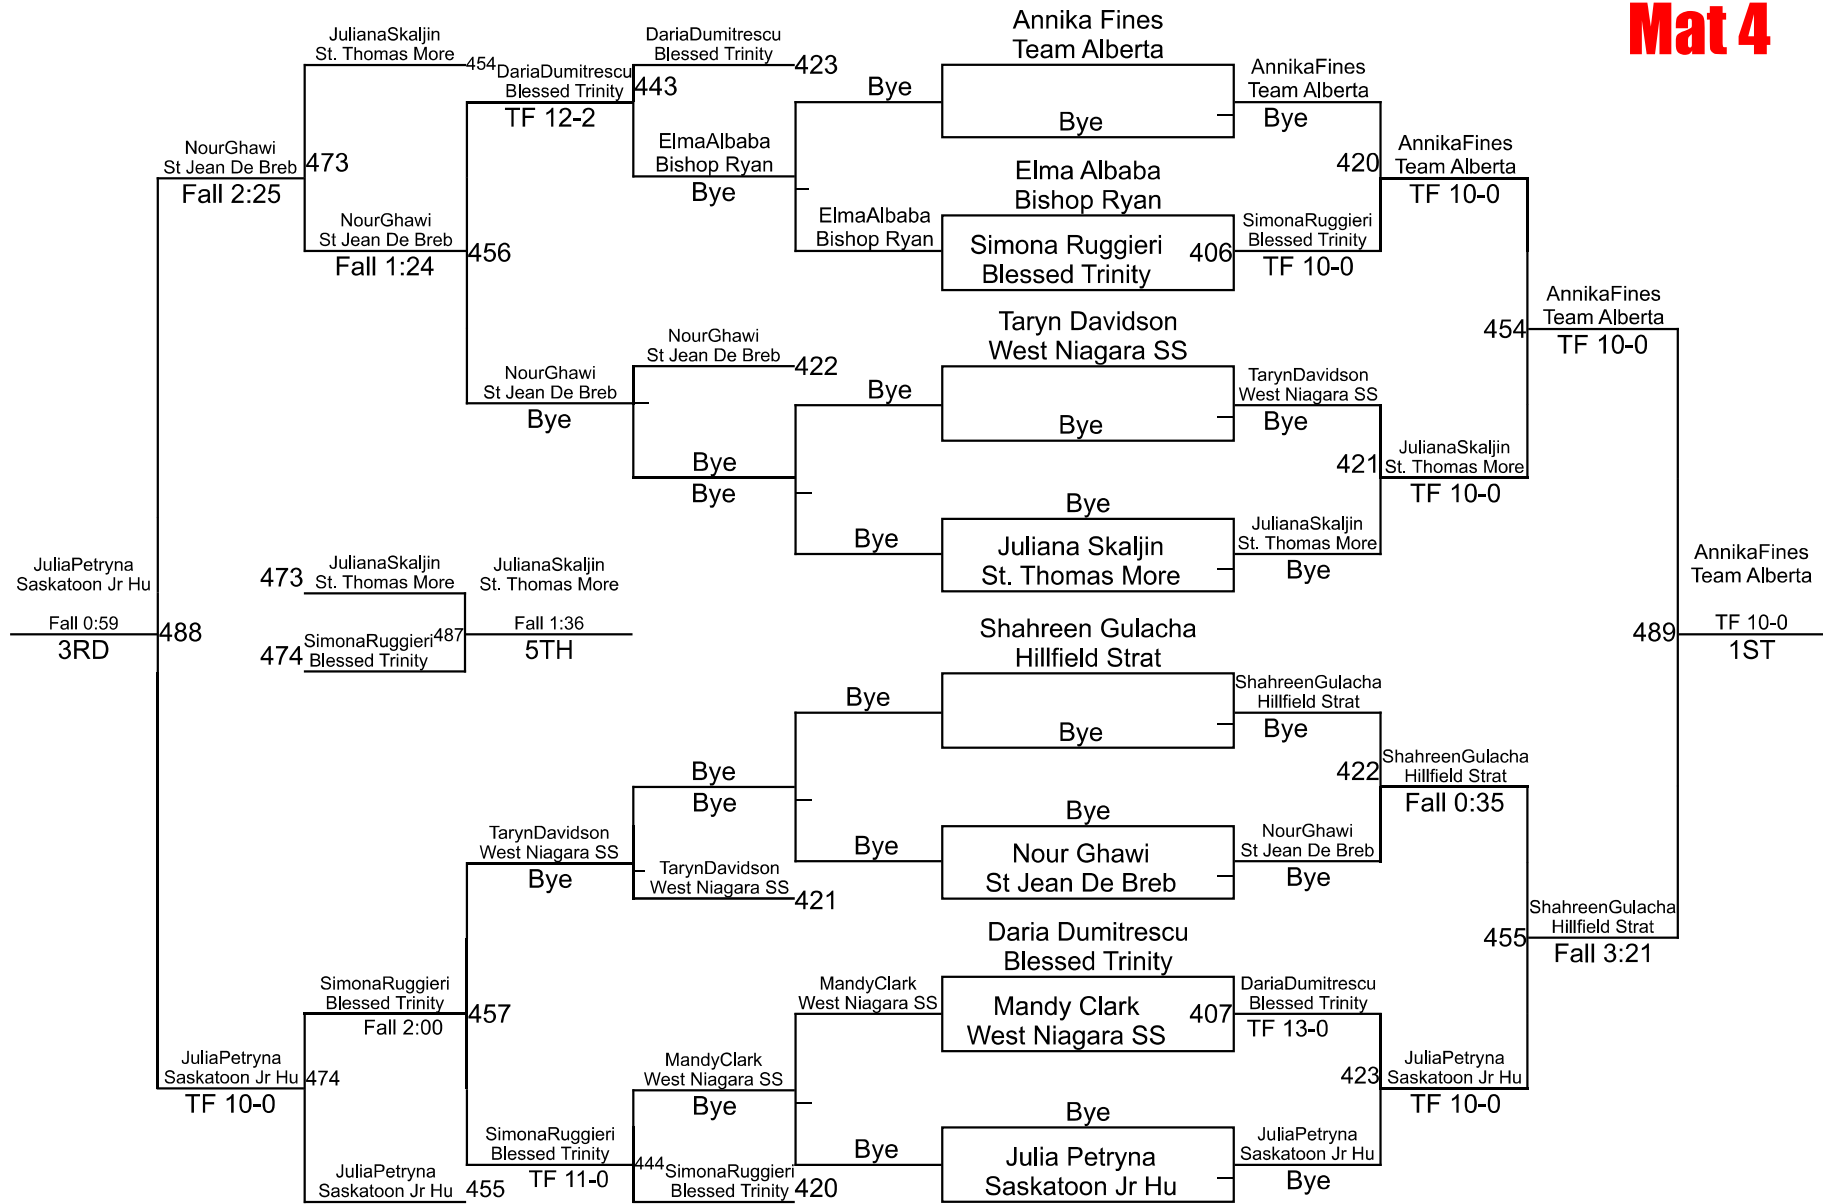 Mat 4
JulianaSkaljin
St. Thomas More
454
DariaDumitrescu
Blessed Trinity
TF 12-2
DariaDumitrescu
Blessed Trinity
423
443
ElmaAlbaba
Bishop Ryan
Bye
NourGhawi
St Jean De Breb
Fall 2:25
473
NourGhawi
St Jean De Breb
Fall 1:24
456
NourGhawi
St Jean De Breb
Bye
NourGhawi
St Jean De Breb
422
Bye
Bye
Bye
ElmaAlbaba
Bishop Ryan
Bye
Bye
Annika Fines
Team Alberta
Bye
Elma Albaba
Bishop Ryan
Simona Ruggieri
Blessed Trinity
406
Taryn Davidson
West Niagara SS
Bye
Bye
Juliana Skaljin
St. Thomas More
AnnikaFines
Team Alberta
Bye
420
SimonaRuggieri
Blessed Trinity
TF 10-0
TarynDavidson
West Niagara SS
Bye
421
JulianaSkaljin
St. Thomas More
Bye
AnnikaFines
Team Alberta
TF 10-0
454
JulianaSkaljin
St. Thomas More
TF 10-0
AnnikaFines
Team Alberta
TF 10-0
JuliaPetryna
Saskatoon Jr Hu
Fall 0:59
3RD
488
473
JulianaSkaljin
St. Thomas More
474
SimonaRuggieri
Blessed Trinity
487
JulianaSkaljin
St. Thomas More
Fall 1:36
5TH
489
AnnikaFines
Team Alberta
TF 10-0
1ST
Shahreen Gulacha
Hillfield Strat
Bye
Bye
Nour Ghawi
St Jean De Breb
Daria Dumitrescu
Blessed Trinity
Mandy Clark
West Niagara SS
407
Bye
Julia Petryna
Saskatoon Jr Hu
ShahreenGulacha
Hillfield Strat
Bye
422
NourGhawi
St Jean De Breb
Bye
DariaDumitrescu
Blessed Trinity
TF 13-0
423
JuliaPetryna
Saskatoon Jr Hu
Bye
ShahreenGulacha
Hillfield Strat
Fall 0:35
455
JuliaPetryna
Saskatoon Jr Hu
TF 10-0
ShahreenGulacha
Hillfield Strat
Fall 3:21
Bye
Bye
MandyClark
West Niagara SS
Bye
Bye
Bye
TarynDavidson
West Niagara SS
421
MandyClark
West Niagara SS
Bye
444
SimonaRuggieri
Blessed Trinity
420
TarynDavidson
West Niagara SS
Bye
SimonaRuggieri
Blessed Trinity
TF 11-0
SimonaRuggieri
Blessed Trinity
Fall 2:00
457
JuliaPetryna
Saskatoon Jr Hu
TF 10-0
474
JuliaPetryna
Saskatoon Jr Hu
455